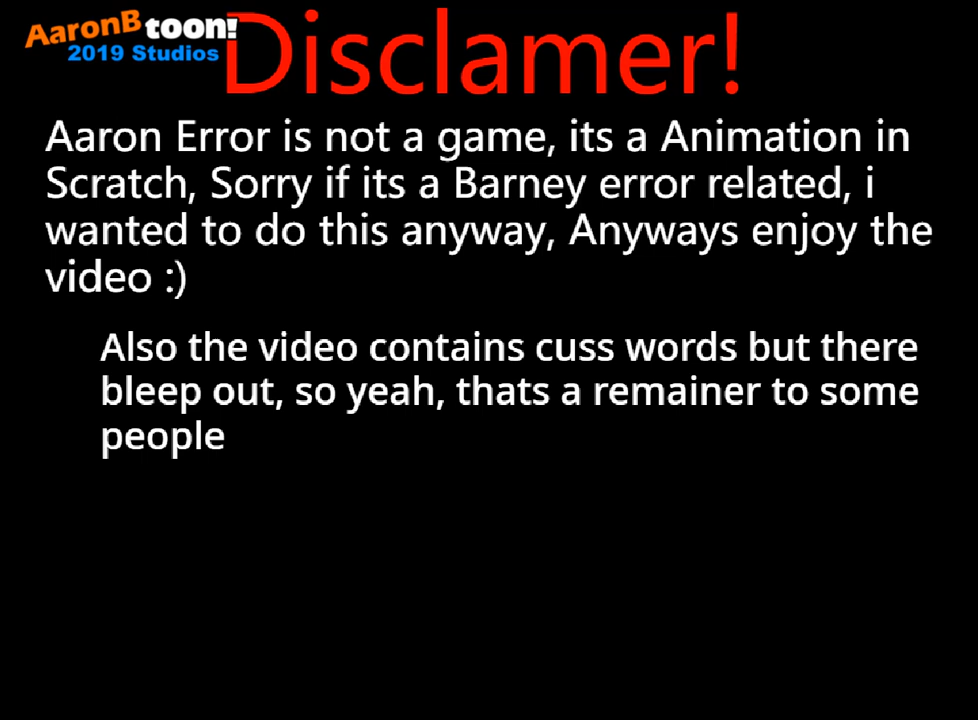 AaronBtoon!
2019 Studios
Disclamer!
Aaron Error is not a game, its a Animation in
Scratch, Sorry if its a Barney error related, i
wanted to do this anyway, Anyways enjoy the
video :)
Also the video contains cuss words but there
bleep out, so yeah, thats a remainer to some
people